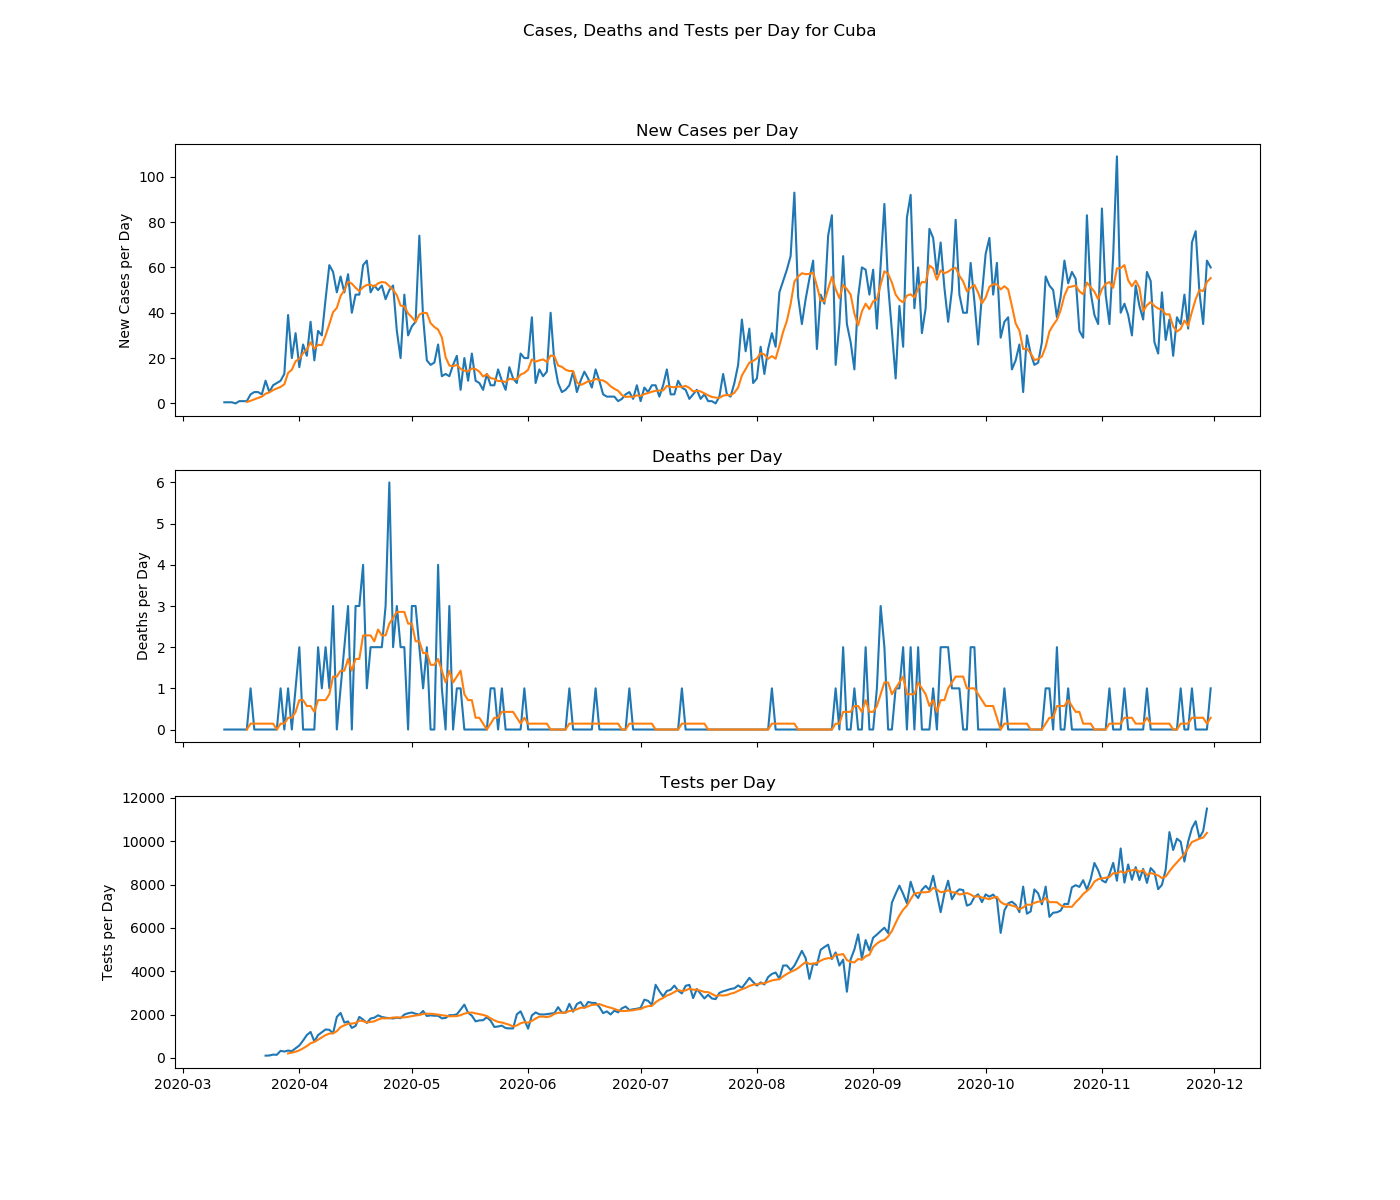 Cases, Deaths and Tests per Day for Cuba
New Cases per Day
New Cases per Day
100
80
60
40
20
0
Deaths per Day
Deaths per Day
6
5
4
3
2
1
0
Tests per Day
Tests per Day
12000
10000
8000
6000
4000
2000
0
2020-03 2020-04 2020-05 2020-06 2020-07 2020-08 2020-09 2020-10 2020-11 2020-12